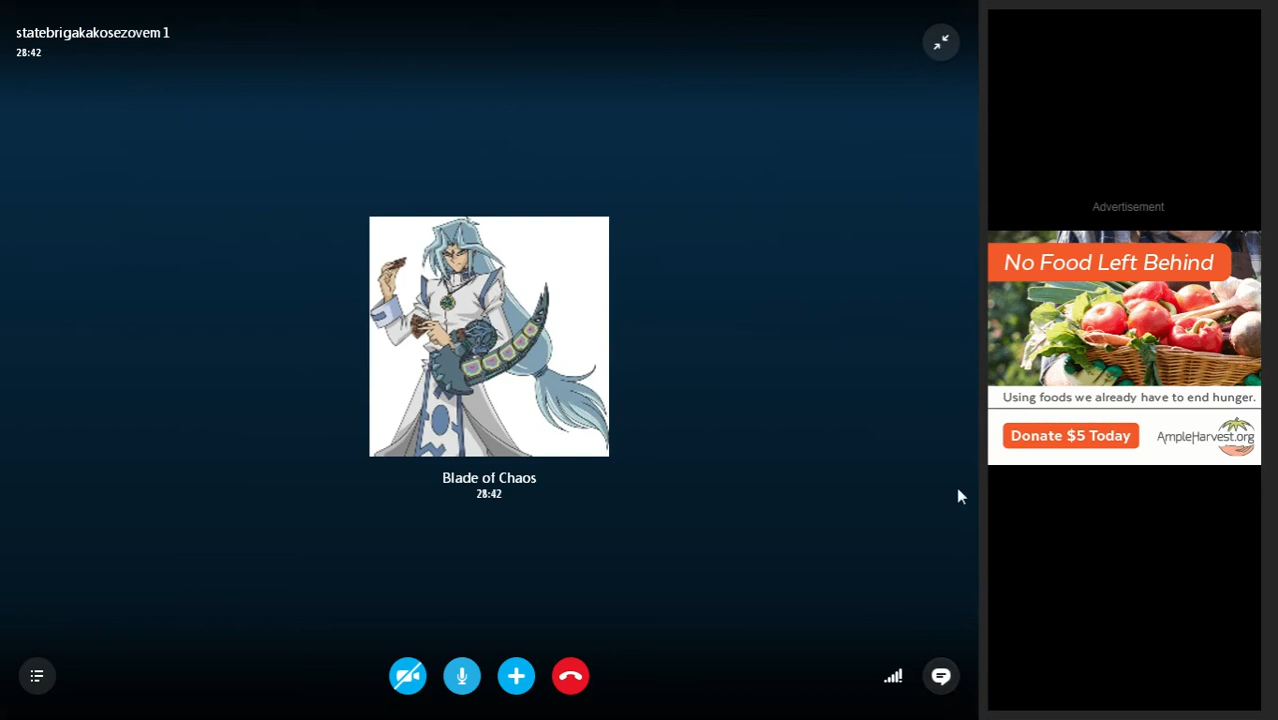 statebrigakakosezovem1
28:42
Blade of Chaos
28:42
Advertisement
No Food Left Behind
Using foods we already have to end hunger.
Donate $5 Today
AmpleHarvest.org